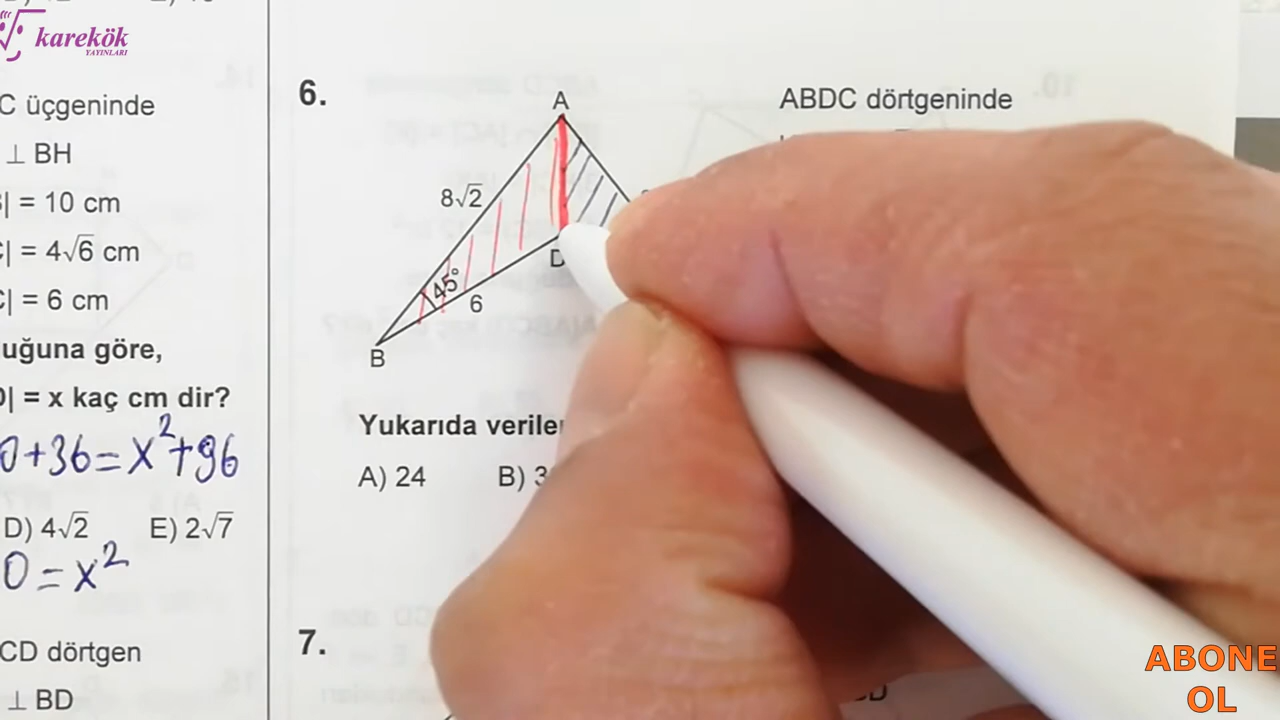 karekök
YAYINLARI
C üçgeninde
⊥ BH
| = 10 cm
| = 4√6 cm
| = 6 cm
uğuna göre,
| = x kaç cm dir?
0+36=x²+96
D) 4√2 E) 2√7
0 = x²
CD dörtgen
⊥ BD
6.
A
8√2
45°
6
D
B
ABDC dörtgeninde
Yukarıda verile
A) 24 B) 3
7.
D
ABONE
OL